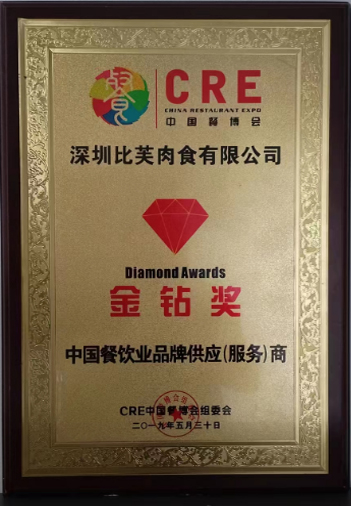 CRE
CHINA RESTAURANT EXPO
中国餐博会
深圳比芙肉食有限公司
Diamond Awards
金钻奖
中国餐饮业品牌供应(服务)商
CRE中国餐博会组委会
二〇一九年五月三十日